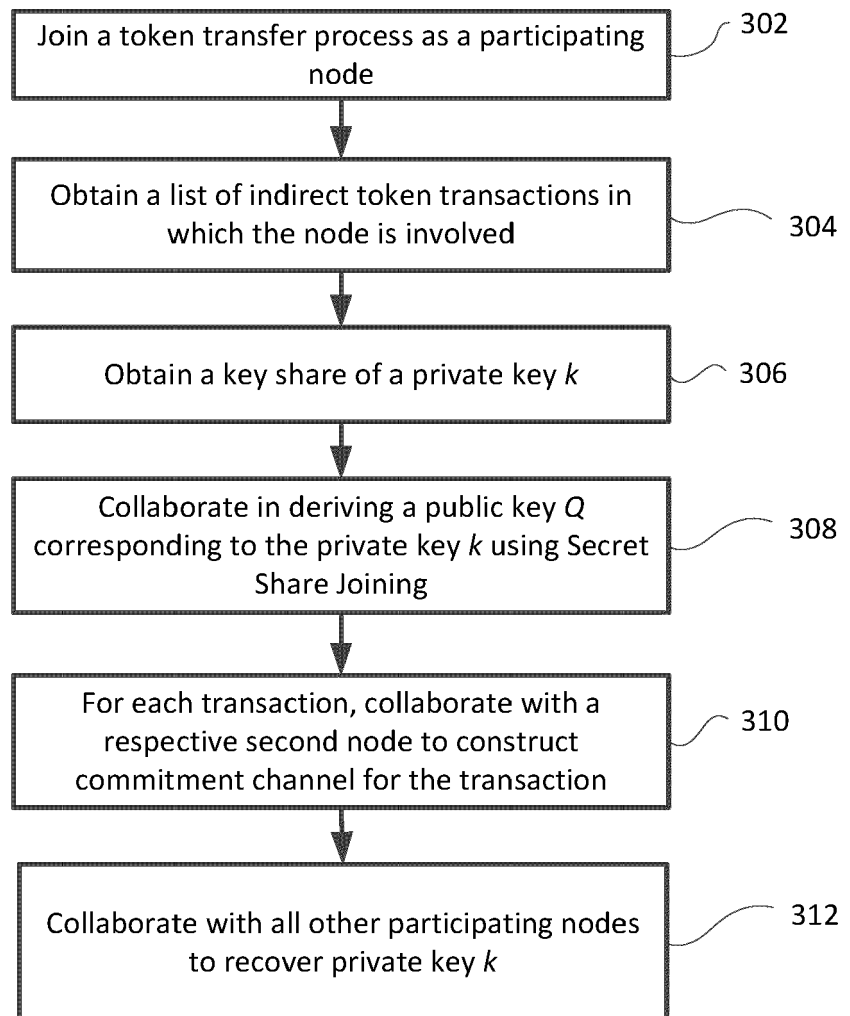 Join a token transfer process as a participating
node
302
Obtain a list of indirect token transactions in
which the node is involved
304
Obtain a key share of a private key k
306
Collaborate in deriving a public key Q
corresponding to the private key k using Secret
Share Joining
308
For each transaction, collaborate with a
respective second node to construct
commitment channel for the transaction
310
Collaborate with all other participating nodes
to recover private key k
312